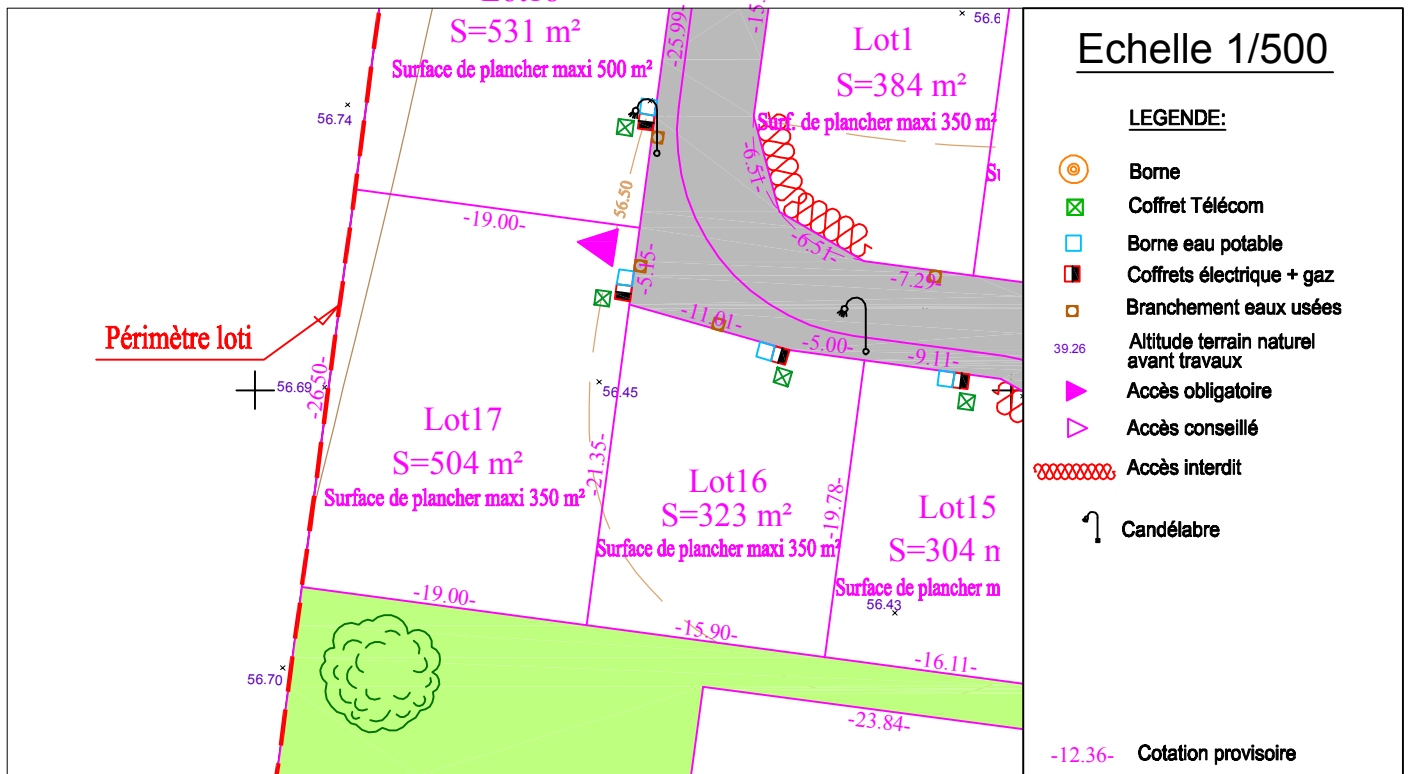 S=531 m²
Surface de plancher maxi 500 m²
-25.99-
Lot1
S=384 m²
Surf. de plancher maxi 350 m²
56.74
56.50
-6.51-
-6.51-
-19.00-
-5.15-
-7.29-
-11.01-
-5.00-
-9.11-
Périmètre loti
56.69
-26.50-
56.45
Lot17
S=504 m²
Surface de plancher maxi 350 m²
-21.35-
Lot16
S=323 m²
Surface de plancher maxi 350 m²
-19.78-
Lot15
S=304 m
Surface de plancher m
56.43
-19.00-
-15.90-
-16.11-
56.70
-23.84-
Echelle 1/500
LEGENDE:
Borne
Coffret Télécom
Borne eau potable
Coffrets électrique + gaz
Branchement eaux usées
39.26
Altitude terrain naturel
avant travaux
Accès obligatoire
Accès conseillé
Accès interdit
Candélabre
-12.36-
Cotation provisoire